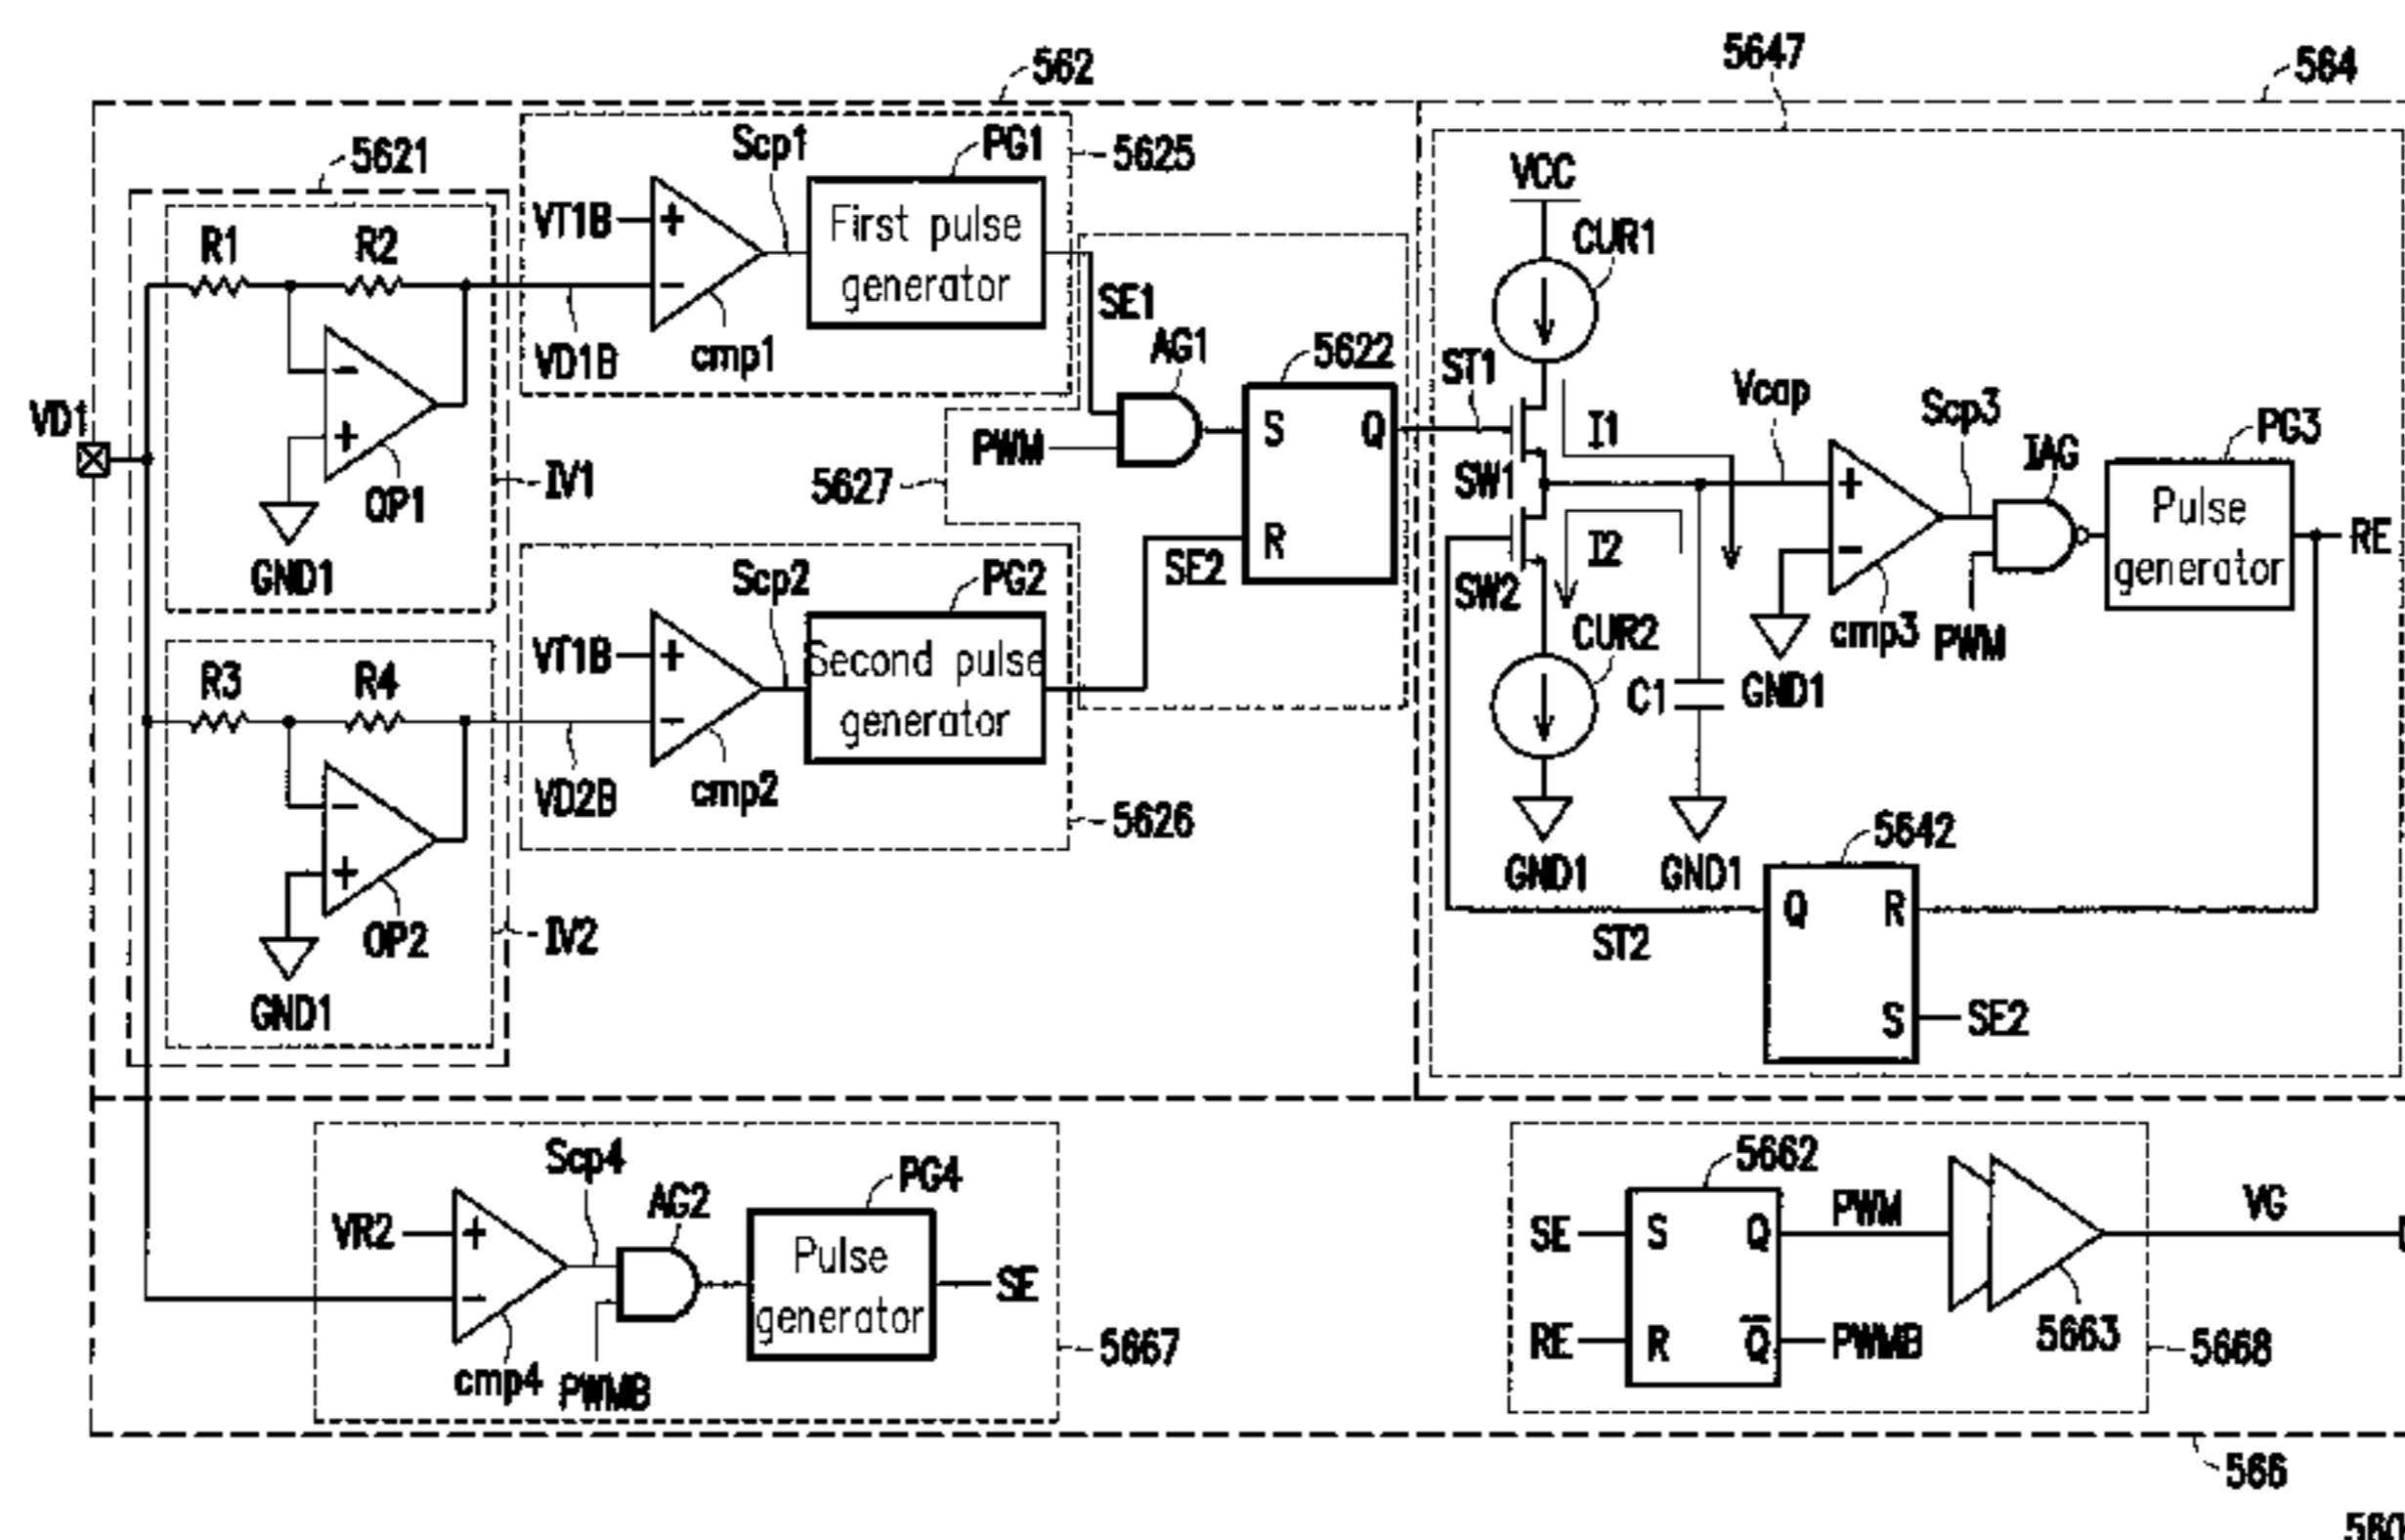 562
5647
564
5621
Scp1
PG1
5625
VCC
R1
R2
VT1B
+
First pulse
generator
CUR1
−
SE1
VD1B
cmp1
AG1
5622
ST1
I1
Vcap
Scp3
IAG
PG3
VD1
−
+
OP1
IV1
GND1
PWM
S
Q
5627
SW1
+
−
Pulse
generator
RE
R
SE2
SW2
I2
cmp3
PWM
CUR2
C1
GND1
R3
R4
Scp2
PG2
VT1B
+
Second pulse
generator
−
VD2B
cmp2
5626
−
+
OP2
IV2
GND1
GND1
GND1
5642
Q
R
ST2
S
SE2
Scp4
AG2
PG4
VR2
+
−
Pulse
generator
SE
cmp4
PWMB
5667
5662
SE
S
Q
PWM
VG
RE
R
Q̅
PWMB
5663
5668
566
560